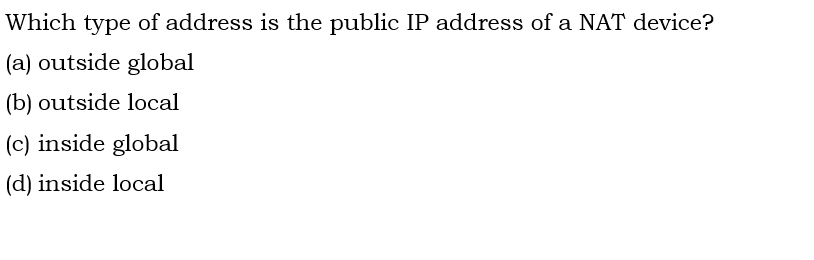 Which type of address is the public IP address of a NAT device?
(a) outside global
(b) outside local
(c) inside global
(d) inside local